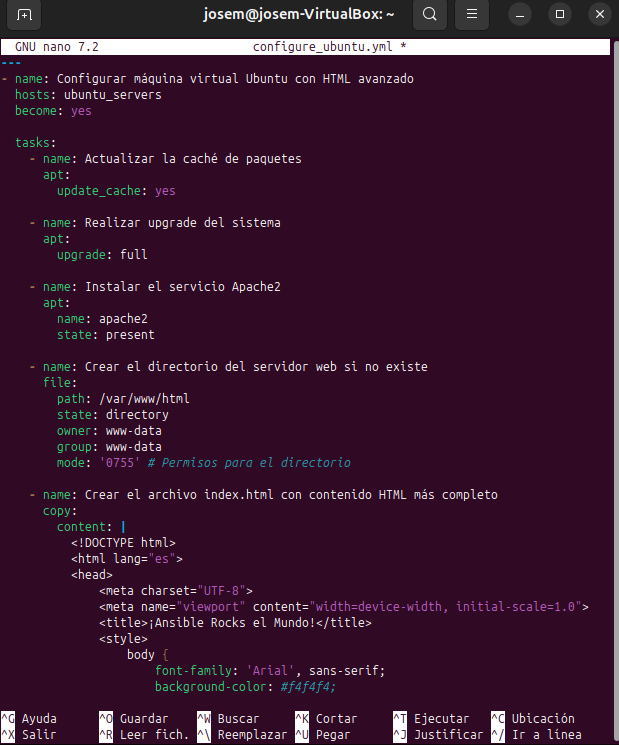 josem@josem-VirtualBox: ~
GNU nano 7.2 configure_ubuntu.yml *
---
- name: Configurar máquina virtual Ubuntu con HTML avanzado
  hosts: ubuntu_servers
  become: yes

  tasks:
    - name: Actualizar la caché de paquetes
      apt:
        update_cache: yes

    - name: Realizar upgrade del sistema
      apt:
        upgrade: full

    - name: Instalar el servicio Apache2
      apt:
        name: apache2
        state: present

    - name: Crear el directorio del servidor web si no existe
      file:
        path: /var/www/html
        state: directory
        owner: www-data
        group: www-data
        mode: '0755' # Permisos para el directorio

    - name: Crear el archivo index.html con contenido HTML más completo
      copy:
        content: |
          <!DOCTYPE html>
          <html lang="es">
          <head>
              <meta charset="UTF-8">
              <meta name="viewport" content="width=device-width, initial-scale=1.0">
              <title>¡Ansible Rocks el Mundo!</title>
              <style>
                  body {
                      font-family: 'Arial', sans-serif;
                      background-color: #f4f4f4;
^G Ayuda ^O Guardar ^W Buscar ^K Cortar ^T Ejecutar ^C Ubicación
^X Salir ^R Leer fich. ^\ Reemplazar ^U Pegar ^J Justificar ^/ Ir a línea